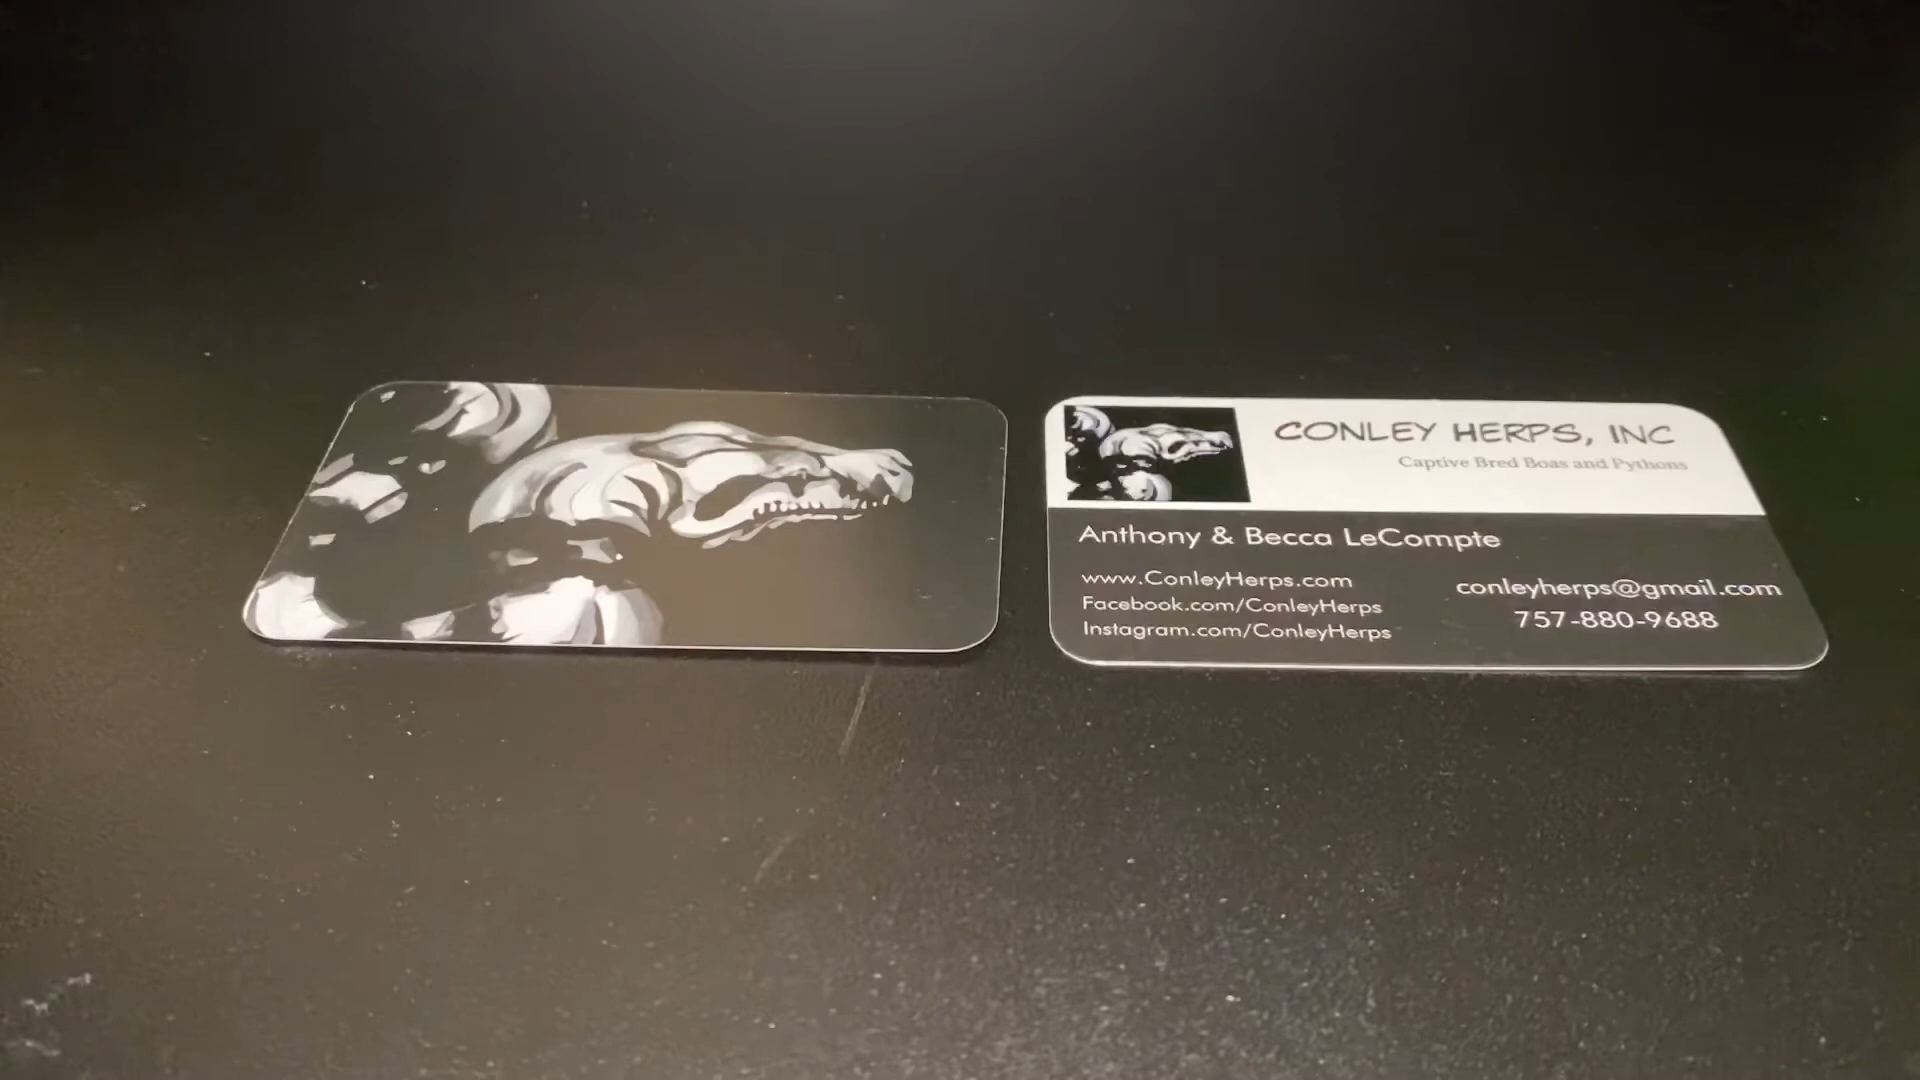 CONLEY HERPS, INC
Captive Bred Boas and Pythons
Anthony & Becca LeCompte
www.ConleyHerps.com
Facebook.com/ConleyHerps
Instagram.com/ConleyHerps
conleyherps@gmail.com
757-880-9688